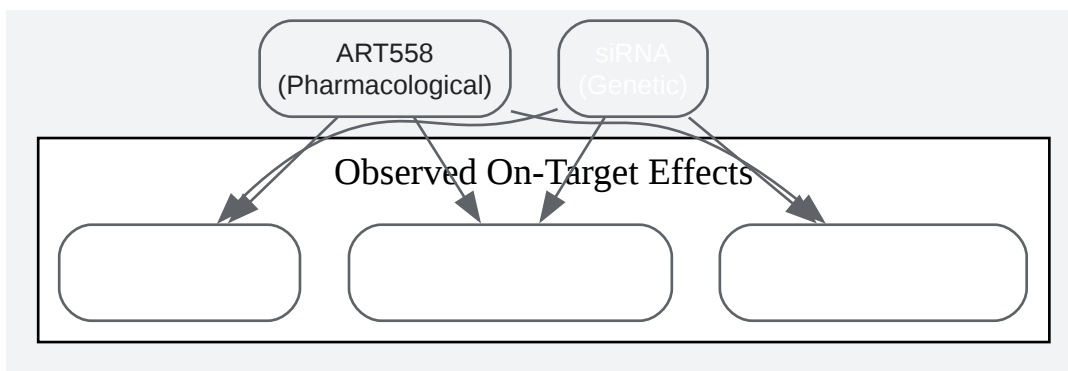 ART558
(Pharmacological)
siRNA
(Genetic)
Observed On-Target Effects